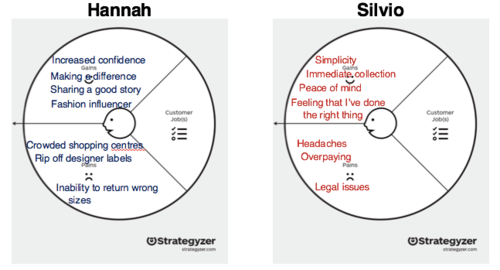 Hannah
Increased confidence
Gains
Making a difference
Sharing a good story
Fashion influencer
Customer
Job(s)
Crowded shopping centres
Rip off designer labels
Pains
Inability to return wrong
sizes
Strategyzer
strategyzer.com
Silvio
Simplicity
Gains
Immediate collection
Peace of mind
Feeling that I've done
the right thing
Customer
Job(s)
Headaches
Overpaying
Pains
Legal issues
Strategyzer
strategyzer.com